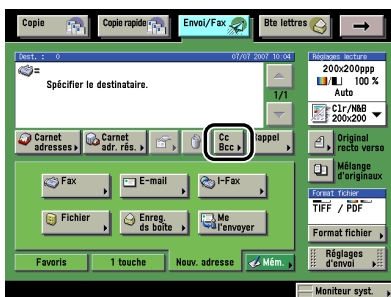 Copie
Copie rapide
Envoi/Fax
Bte lettres
Dest. : 0
07/07 2007 10:04
Spécifier le destinataire.
1/1
Carnet adresses
Carnet adr. rés.
Cc Bcc
Rappel
Fax
E-mail
I-Fax
Fichier
Enreg. ds boîte
Me l'envoyer
Favoris
1 touche
Nouv. adresse
Mém.
Réglages lecture
200x200ppp
100 %
Auto
Clr/N&B
200x200
Original recto verso
Mélange d'originaux
Format fichier
TIFF / PDF
Format fichier
Réglages d'envoi
Moniteur syst.